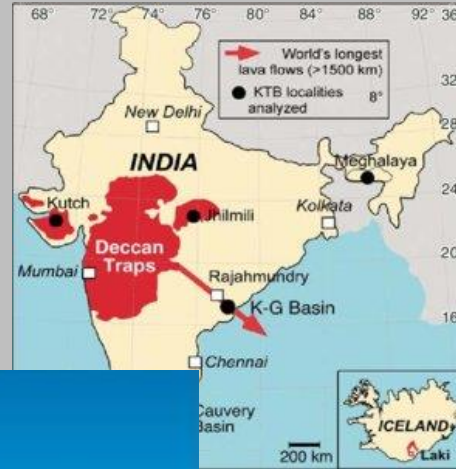 68° 72° 76° 80° 84° 88° 92° 36
World's longest
lava flows (>1500 km)
KTB localities
analyzed
8°
32
28
24
20
16
New Delhi
INDIA
Meghalaya
Kutch
Jhilmili
Kolkata
Deccan
Traps
Mumbai
Rajahmundry
K-G Basin
Chennai
Cauvery
Basin
200 km
ICELAND
Laki